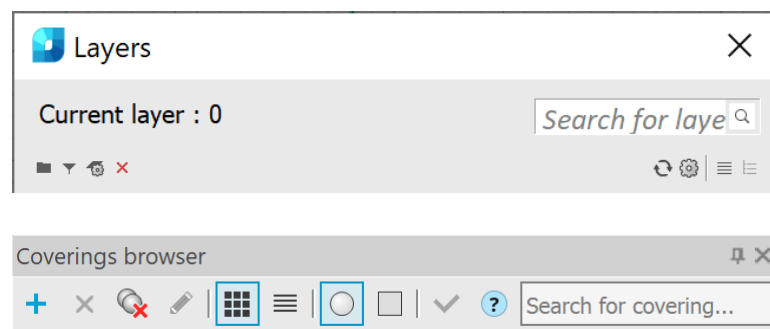 Layers
Current layer : 0
Search for laye
Coverings browser
Search for covering...